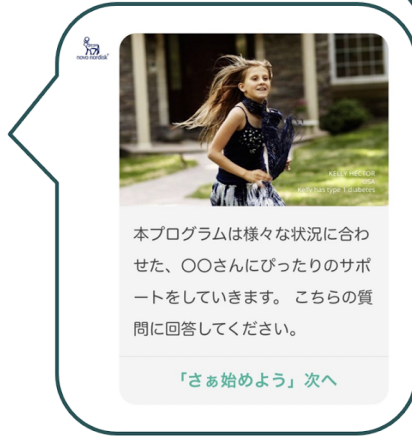 novo nordisk
KELLY HECTOR
USA
Kelly has type 1 diabetes
本プログラムは様々な状況に合わ
せた、〇〇さんにぴったりのサポ
ートをしていきます。 こちらの質
問に回答してください。
「さぁ始めよう」次へ